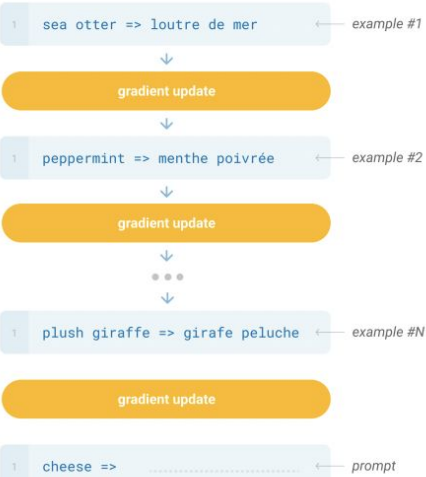 1 sea otter => loutre de mer ← example #1
↓
gradient update
↓
1 peppermint => menthe poivrée ← example #2
↓
gradient update
↓
•••
↓
1 plush giraffe => girafe peluche ← example #N
gradient update
1 cheese => ........................ ← prompt